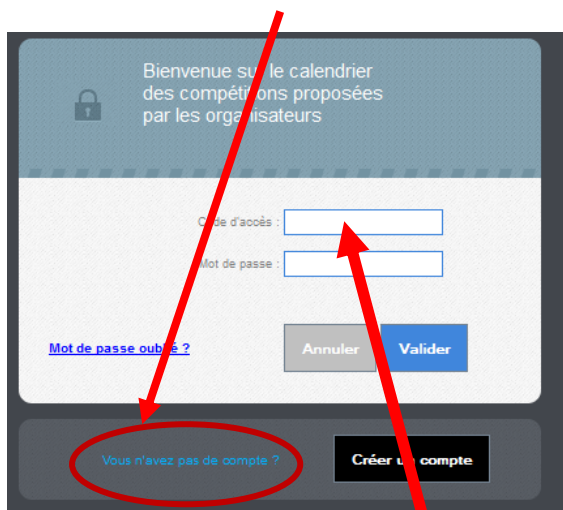 Bienvenue sur le calendrier
des compétitions proposées
par les organisateurs
Code d'accès :
Mot de passe :
Mot de passe oublié ?
Annuler
Valider
Vous n'avez pas de compte ?
Créer un compte